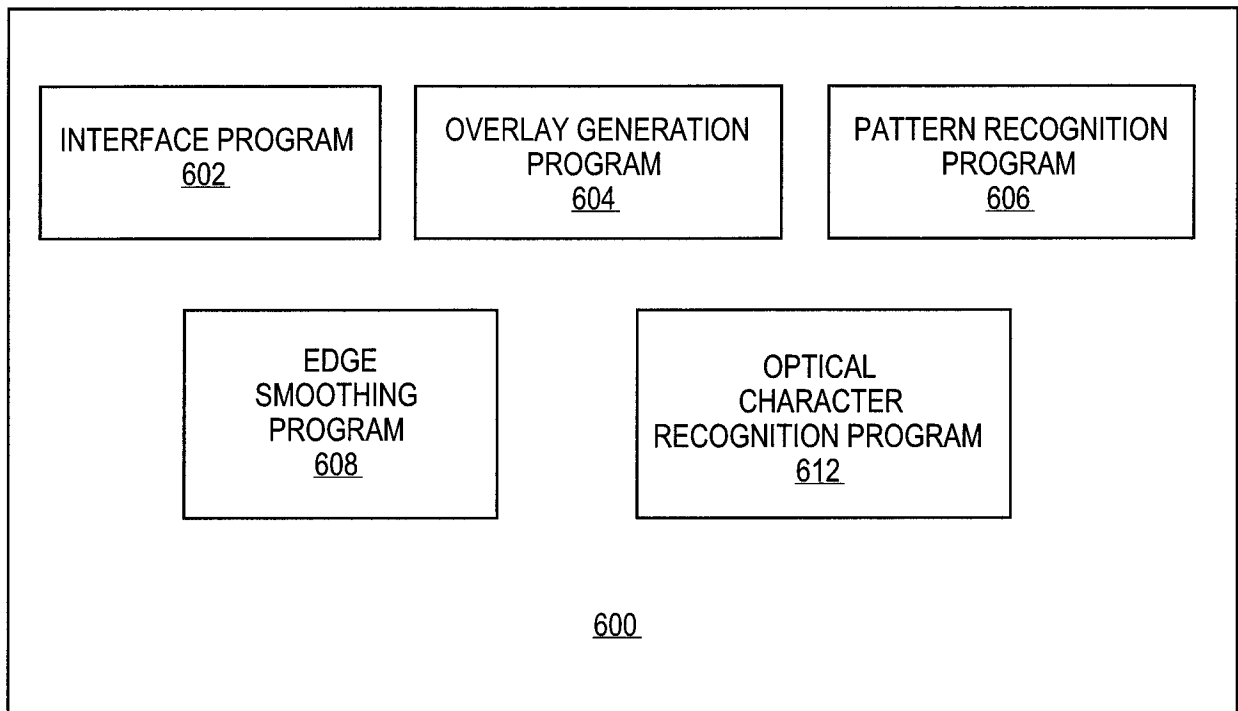 INTERFACE PROGRAM
602
OVERLAY GENERATION
PROGRAM
604
PATTERN RECOGNITION
PROGRAM
606
EDGE
SMOOTHING
PROGRAM
608
OPTICAL
CHARACTER
RECOGNITION PROGRAM
612
600